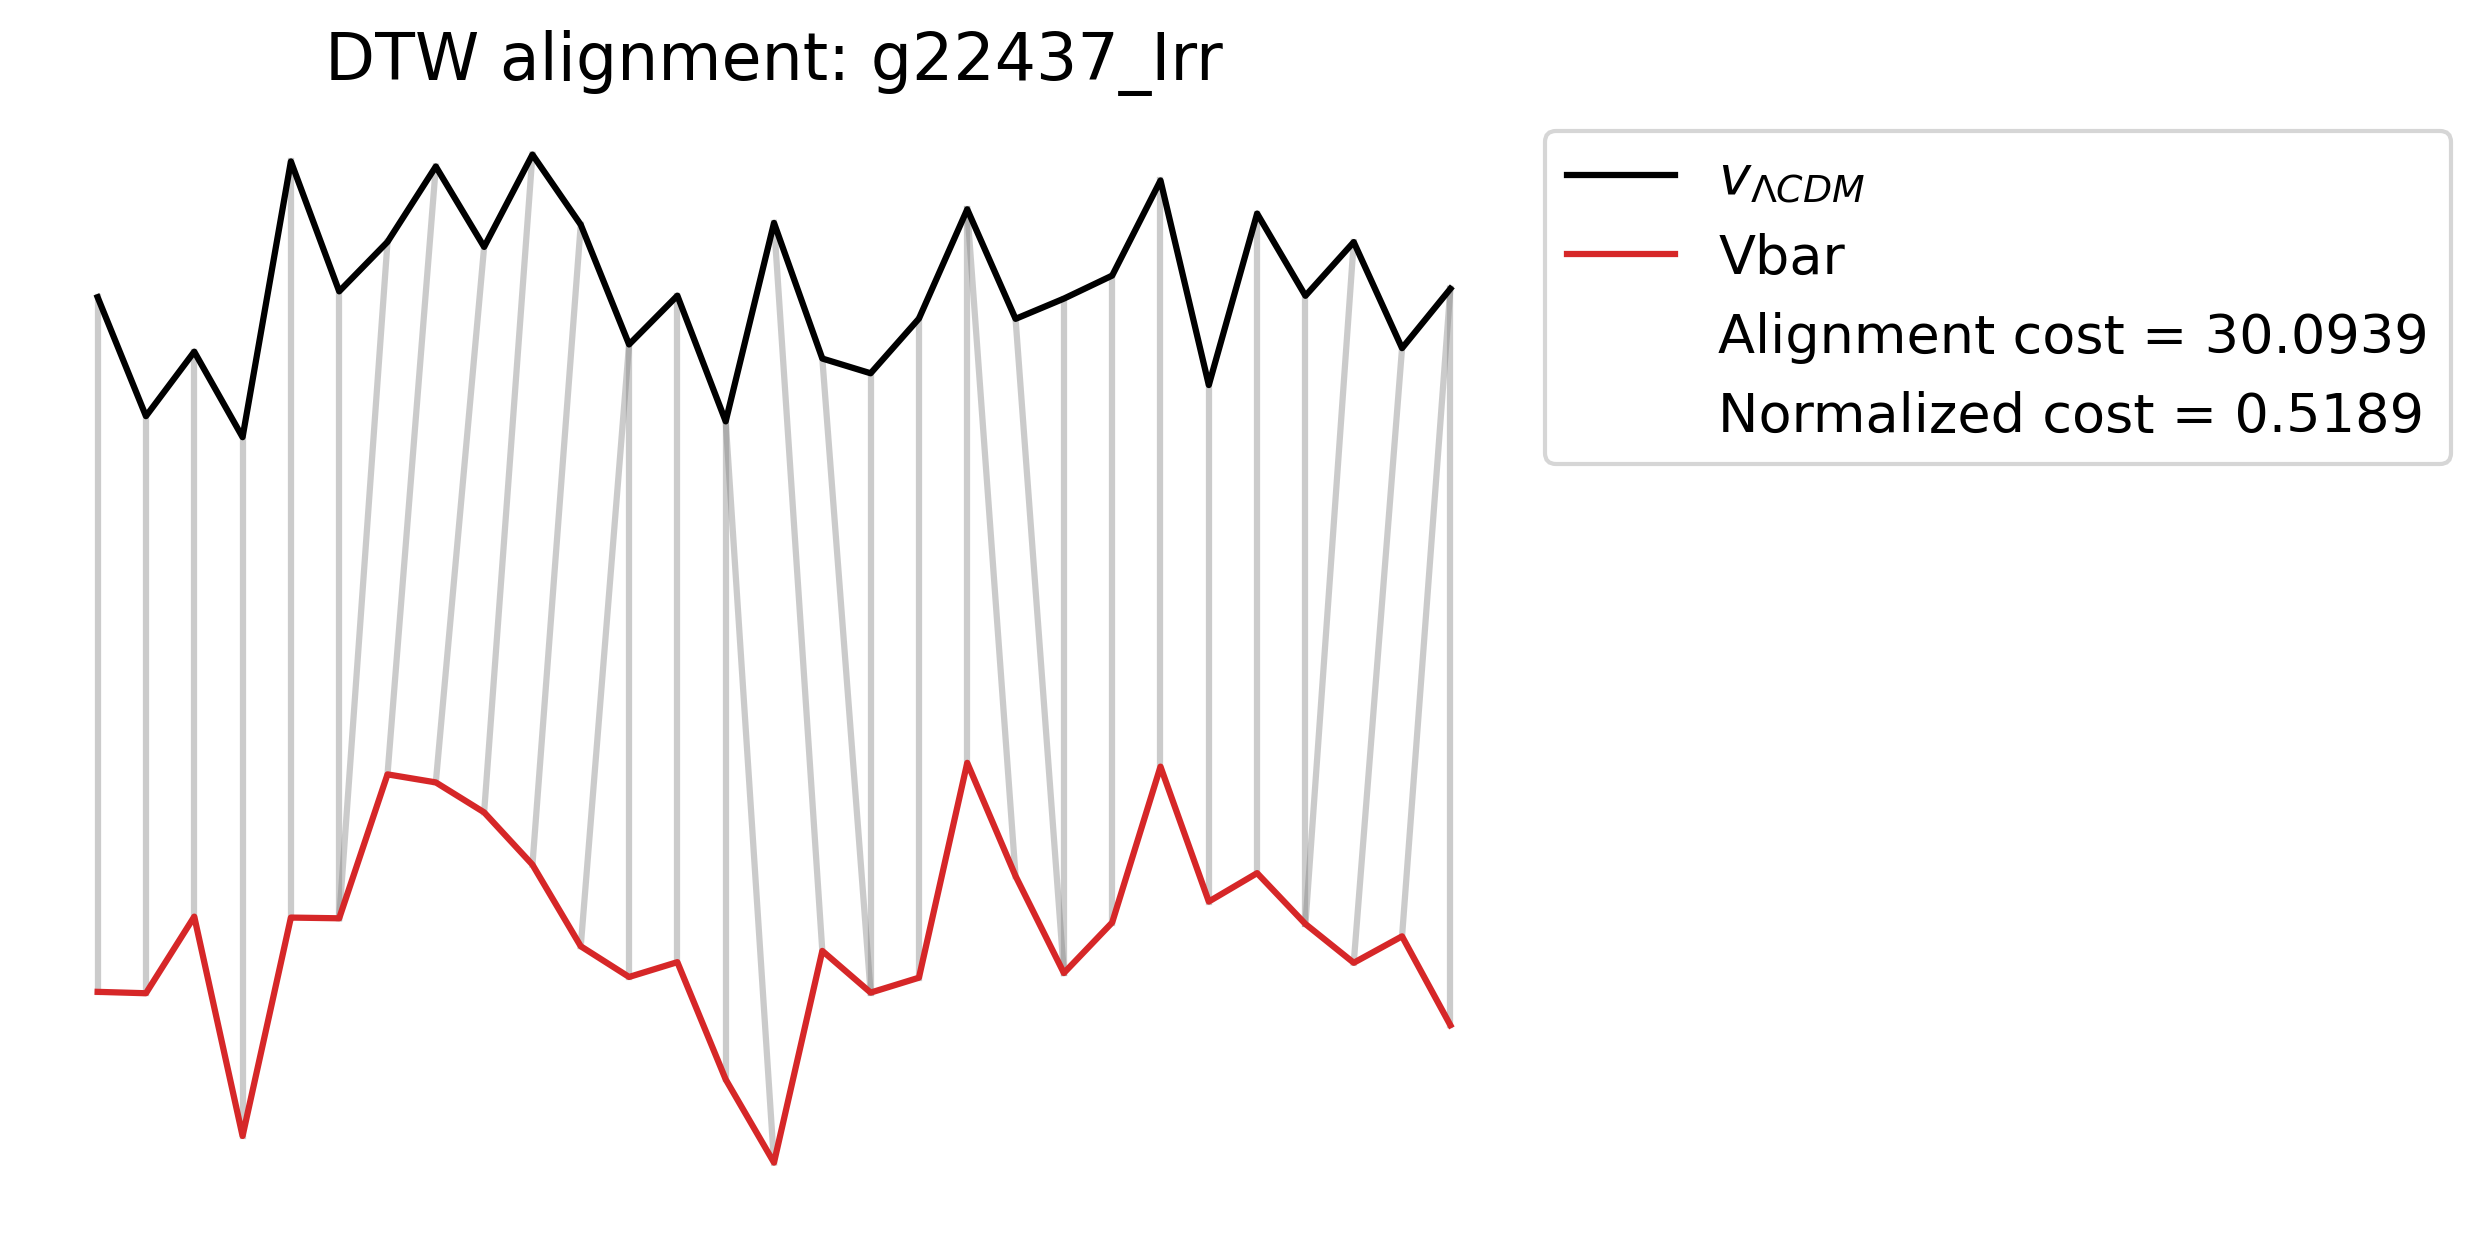 DTW alignment: g22437_Irr
v_ΛCDM
Vbar
Alignment cost = 30.0939
Normalized cost = 0.5189